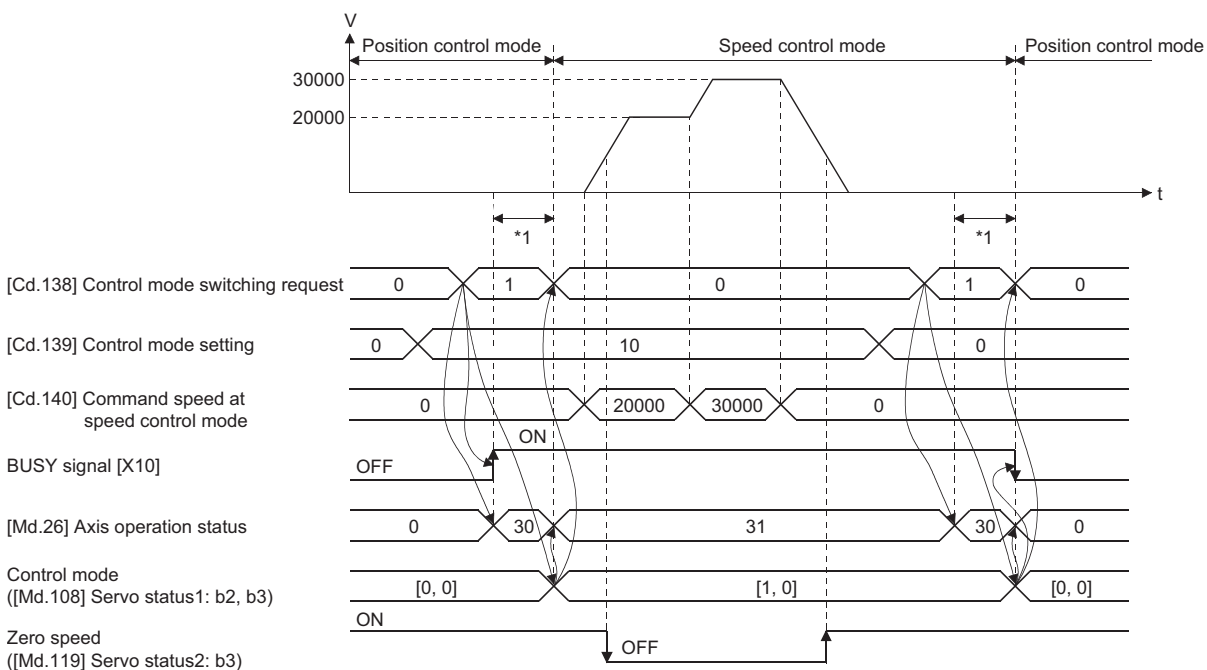 V
Position control mode Speed control mode Position control mode
30000
20000
t
*1 *1
[Cd.138] Control mode switching request 0 1 0 1 0
[Cd.139] Control mode setting 0 10 0
[Cd.140] Command speed at
speed control mode 0 20000 30000 0
ON
BUSY signal [X10] OFF
[Md.26] Axis operation status 0 30 31 30 0
Control mode
([Md.108] Servo status1: b2, b3) [0, 0] [1, 0] [0, 0]
ON
Zero speed
([Md.119] Servo status2: b3) OFF